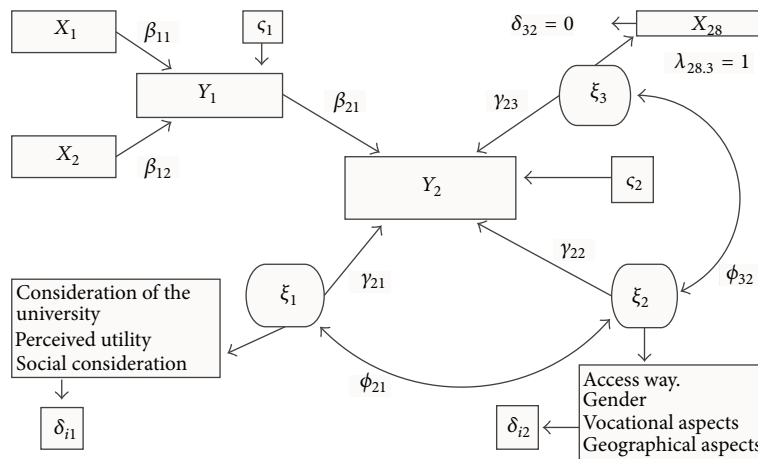 X₁
β₁₁
ς₁
δ₃₂ = 0
X₂₈
λ₂₈.₃ = 1
Y₁
β₂₁
γ₂₃
ξ₃
X₂
β₁₂
Y₂
ς₂
γ₂₂
ϕ₃₂
γ₂₁
ξ₁
ξ₂
Consideration of the
university
Perceived utility
Social consideration
ϕ₂₁
Access way.
Gender
Vocational aspects
Geographical aspects
δᵢ₁
δᵢ₂